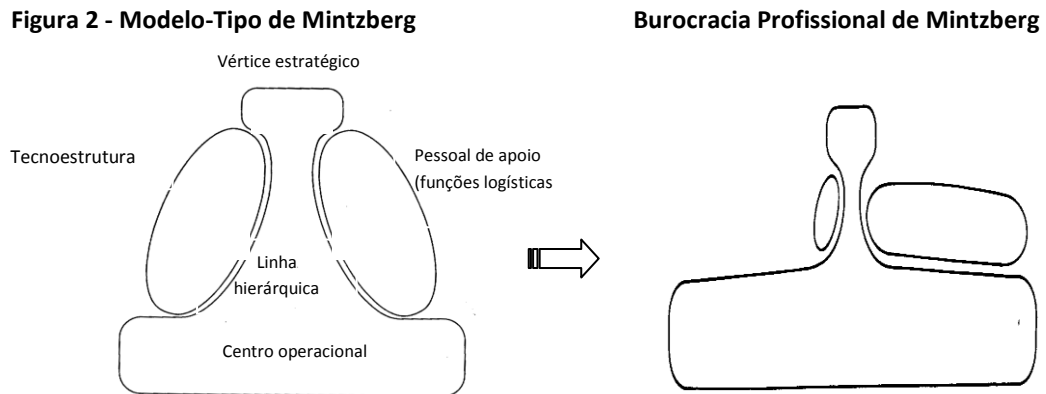 Figura 2 - Modelo-Tipo de Mintzberg
Burocracia Profissional de Mintzberg
Vértice estratégico
Tecnoestrutura
Pessoal de apoio
(funções logísticas
Linha
hierárquica
Centro operacional